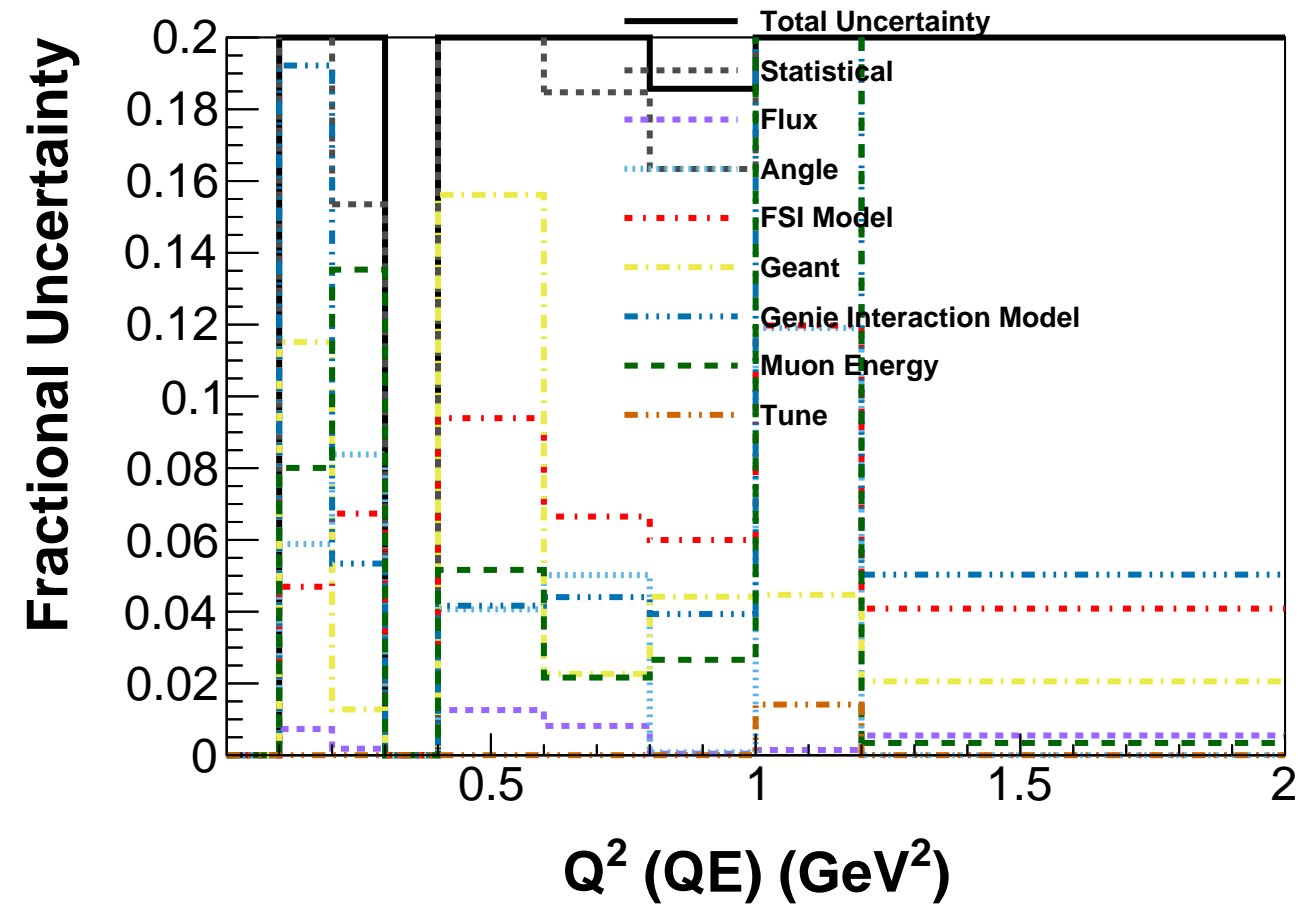 Fractional Uncertainty
0.2
0.18
0.16
0.14
0.12
0.1
0.08
0.06
0.04
0.02
0
Total Uncertainty
Statistical
Flux
Angle
FSI Model
Geant
Genie Interaction Model
Muon Energy
Tune
0.5 1 1.5 2
Q² (QE) (GeV²)